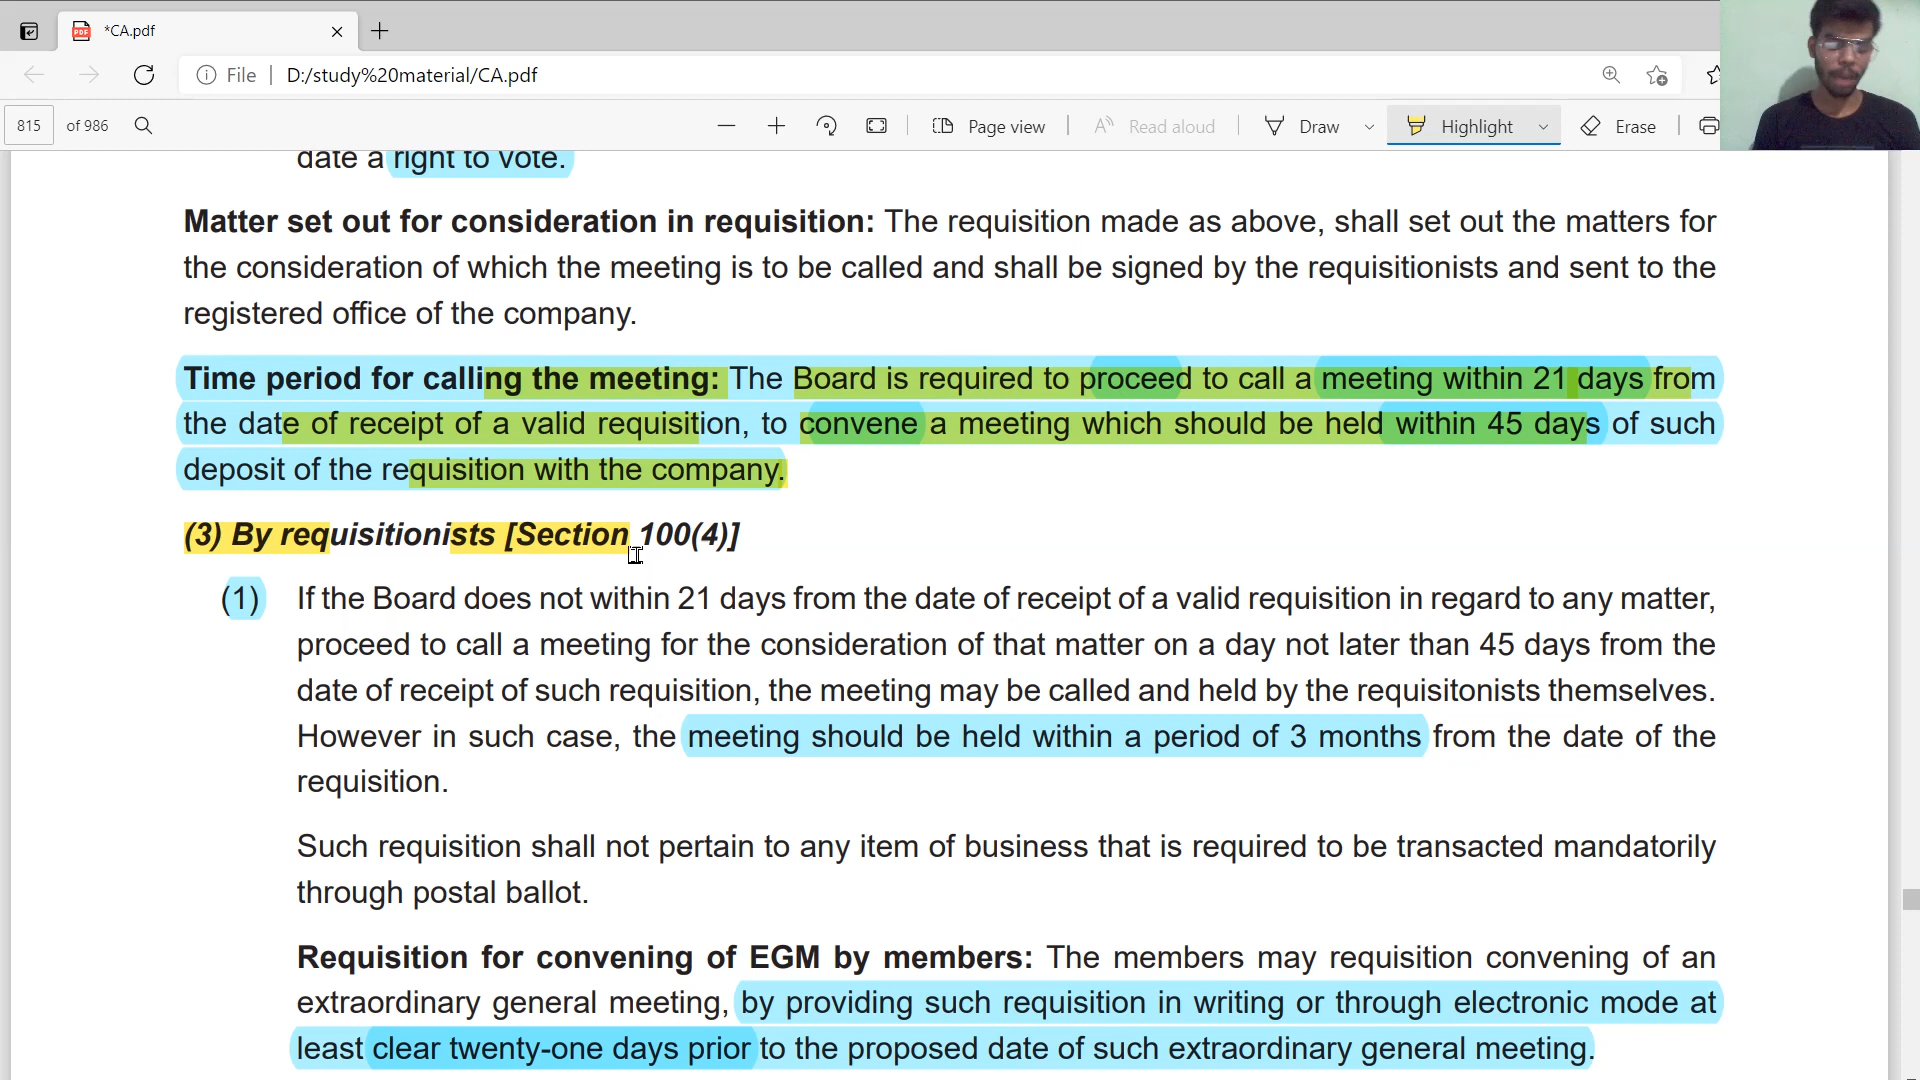 *CA.pdf
File
D:/study%20material/CA.pdf
815 of 986
Page view
Read aloud
Draw
Highlight
Erase
date a right to vote.
Matter set out for consideration in requisition: The requisition made as above, shall set out the matters for
the consideration of which the meeting is to be called and shall be signed by the requisitionists and sent to the
registered office of the company.
Time period for calling the meeting: The Board is required to proceed to call a meeting within 21 days from
the date of receipt of a valid requisition, to convene a meeting which should be held within 45 days of such
deposit of the requisition with the company.
(3) By requisitionists [Section 100(4)]
(1) If the Board does not within 21 days from the date of receipt of a valid requisition in regard to any matter,
proceed to call a meeting for the consideration of that matter on a day not later than 45 days from the
date of receipt of such requisition, the meeting may be called and held by the requisitonists themselves.
However in such case, the meeting should be held within a period of 3 months from the date of the
requisition.
Such requisition shall not pertain to any item of business that is required to be transacted mandatorily
through postal ballot.
Requisition for convening of EGM by members: The members may requisition convening of an
extraordinary general meeting, by providing such requisition in writing or through electronic mode at
least clear twenty-one days prior to the proposed date of such extraordinary general meeting.